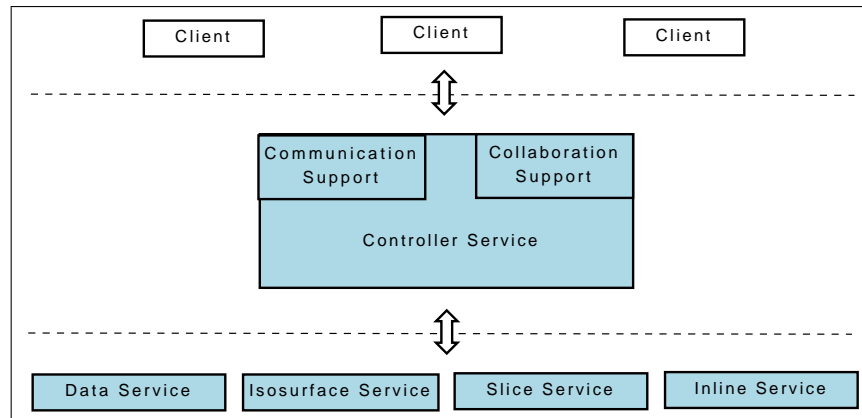 Client
Client
Client
Communication
Support
Collaboration
Support
Controller Service
Data Service
Isosurface Service
Slice Service
Inline Service